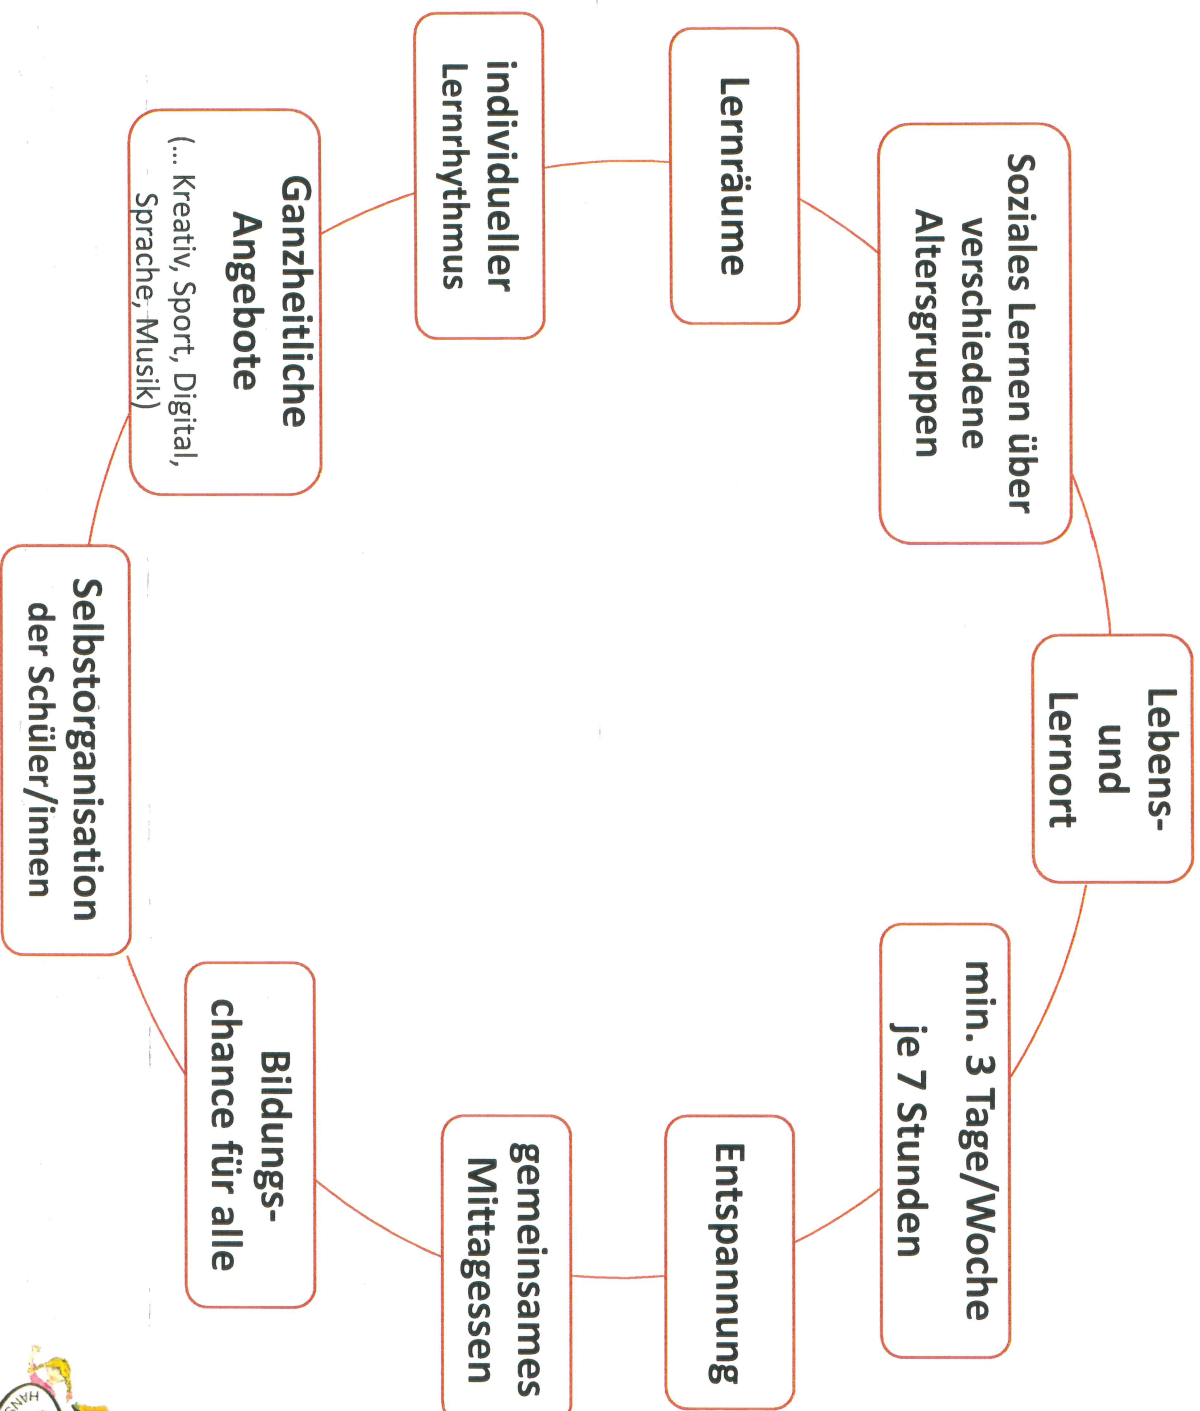 Lebens-
und
Lernort
min. 3 Tage/Woche
je 7 Stunden
Entspannung
gemeinsames
Mittagessen
Bildungs-
chance für alle
Selbstorganisation
der Schüler/innen
Ganzheitliche
Angebote
(... Kreativ, Sport, Digital,
Sprache, Musik)
individueller
Lernrhythmus
Lernräume
Soziales Lernen über
verschiedene
Altersgruppen